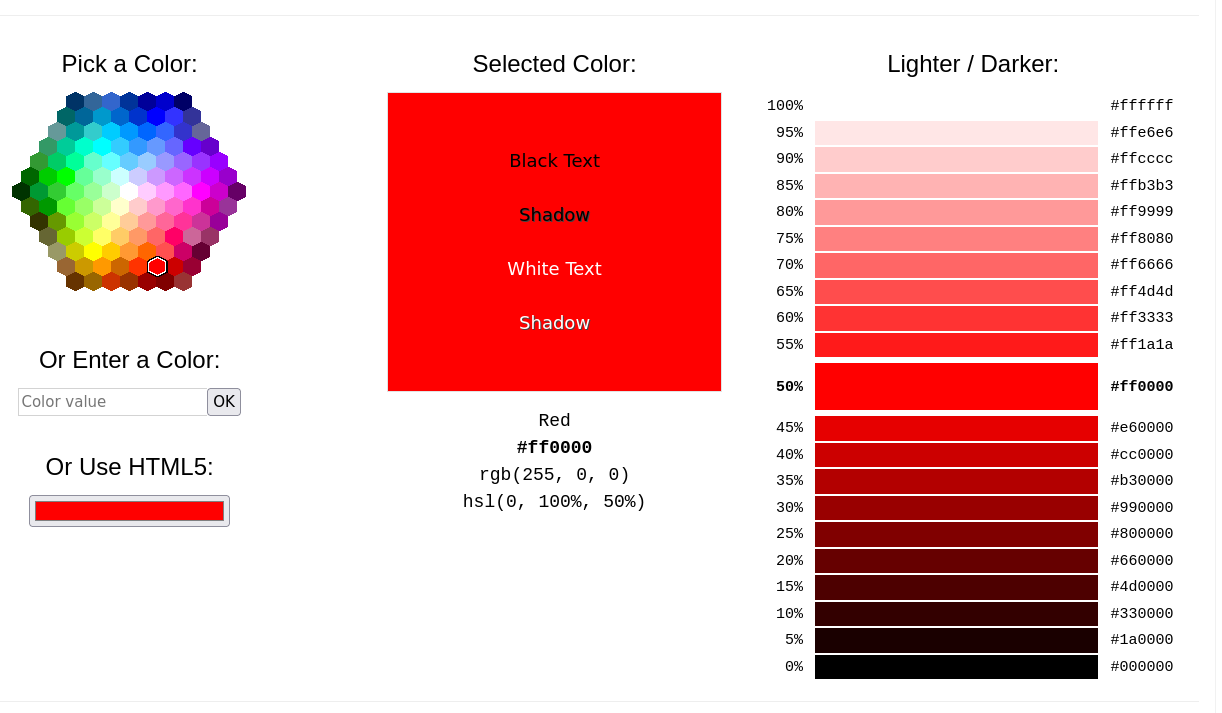 Pick a Color:
Or Enter a Color:
Color value OK
Or Use HTML5:
Selected Color:
Black Text
Shadow
White Text
Shadow
Red
#ff0000
rgb(255, 0, 0)
hsl(0, 100%, 50%)
Lighter / Darker:
100% #ffffff
95% #ffe6e6
90% #ffcccc
85% #ffb3b3
80% #ff9999
75% #ff8080
70% #ff6666
65% #ff4d4d
60% #ff3333
55% #ff1a1a
50% #ff0000
45% #e60000
40% #cc0000
35% #b30000
30% #990000
25% #800000
20% #660000
15% #4d0000
10% #330000
5% #1a0000
0% #000000